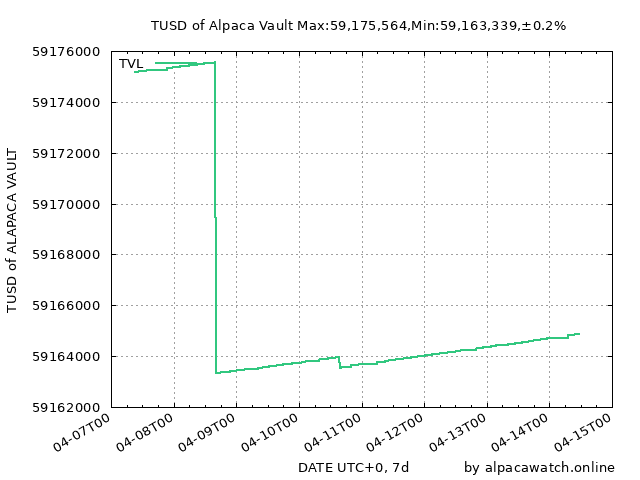 TUSD of Alpaca Vault Max:59,175,564,Min:59,163,339,±0.2%
TUSD of ALAPACA VAULT
TVL
59176000
59174000
59172000
59170000
59168000
59166000
59164000
59162000
04-07T00
04-08T00
04-09T00
04-10T00
04-11T00
04-12T00
04-13T00
04-14T00
04-15T00
DATE UTC+0, 7d
by alpacawatch.online